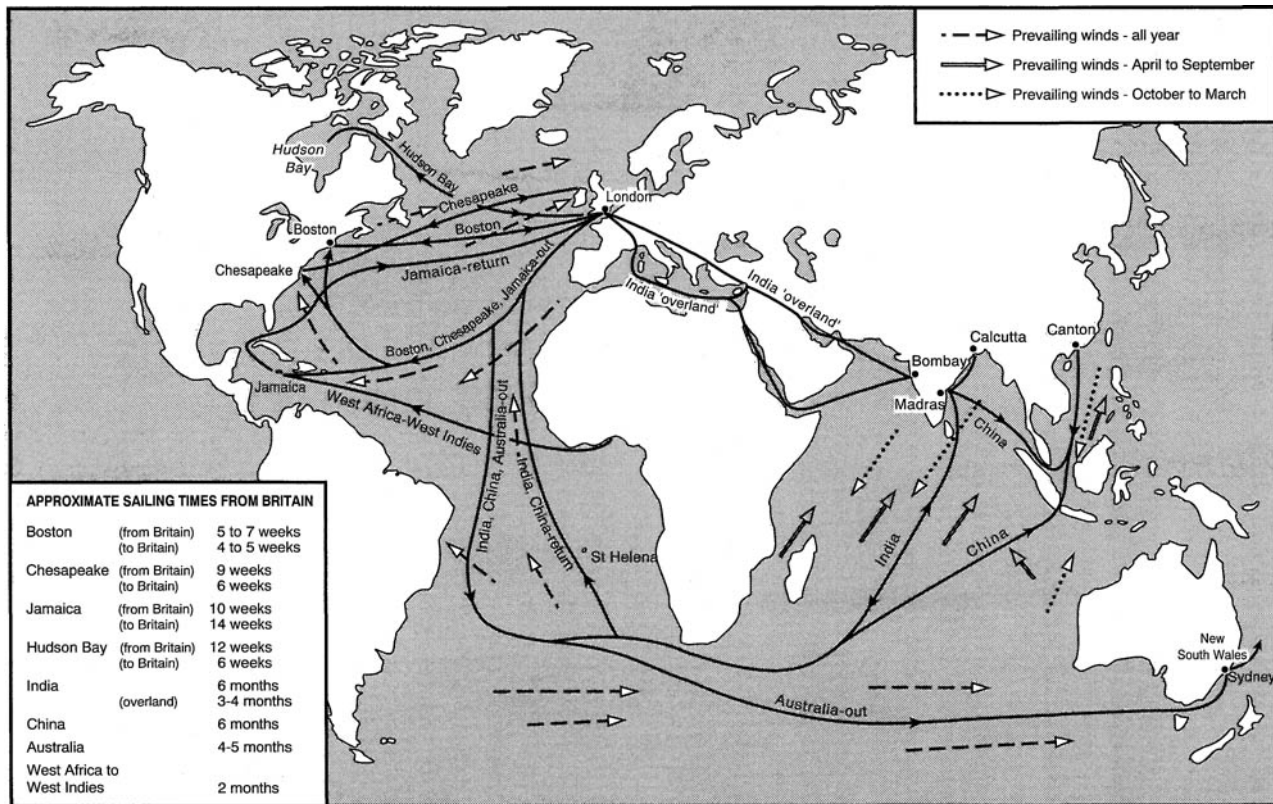 Prevailing winds - all year
Prevailing winds - April to September
Prevailing winds - October to March
Hudson
Bay
Hudson Bay
Chesapeake
London
Boston
Boston
Chesapeake
Jamaica-return
India 'overland'
India 'overland'
Boston, Chesapeake, Jamaica-out
Calcutta
Canton
Bombay
Madras
Jamaica
West Africa-West Indies
China
India, China, Australia-out
India, China-return
St Helena
India
China
New
South Wales
Sydney
Australia-out
APPROXIMATE SAILING TIMES FROM BRITAIN
Boston (from Britain) 5 to 7 weeks
(to Britain) 4 to 5 weeks
Chesapeake (from Britain) 9 weeks
(to Britain) 6 weeks
Jamaica (from Britain) 10 weeks
(to Britain) 14 weeks
Hudson Bay (from Britain) 12 weeks
(to Britain) 6 weeks
India 6 months
(overland) 3-4 months
China 6 months
Australia 4-5 months
West Africa to
West Indies 2 months